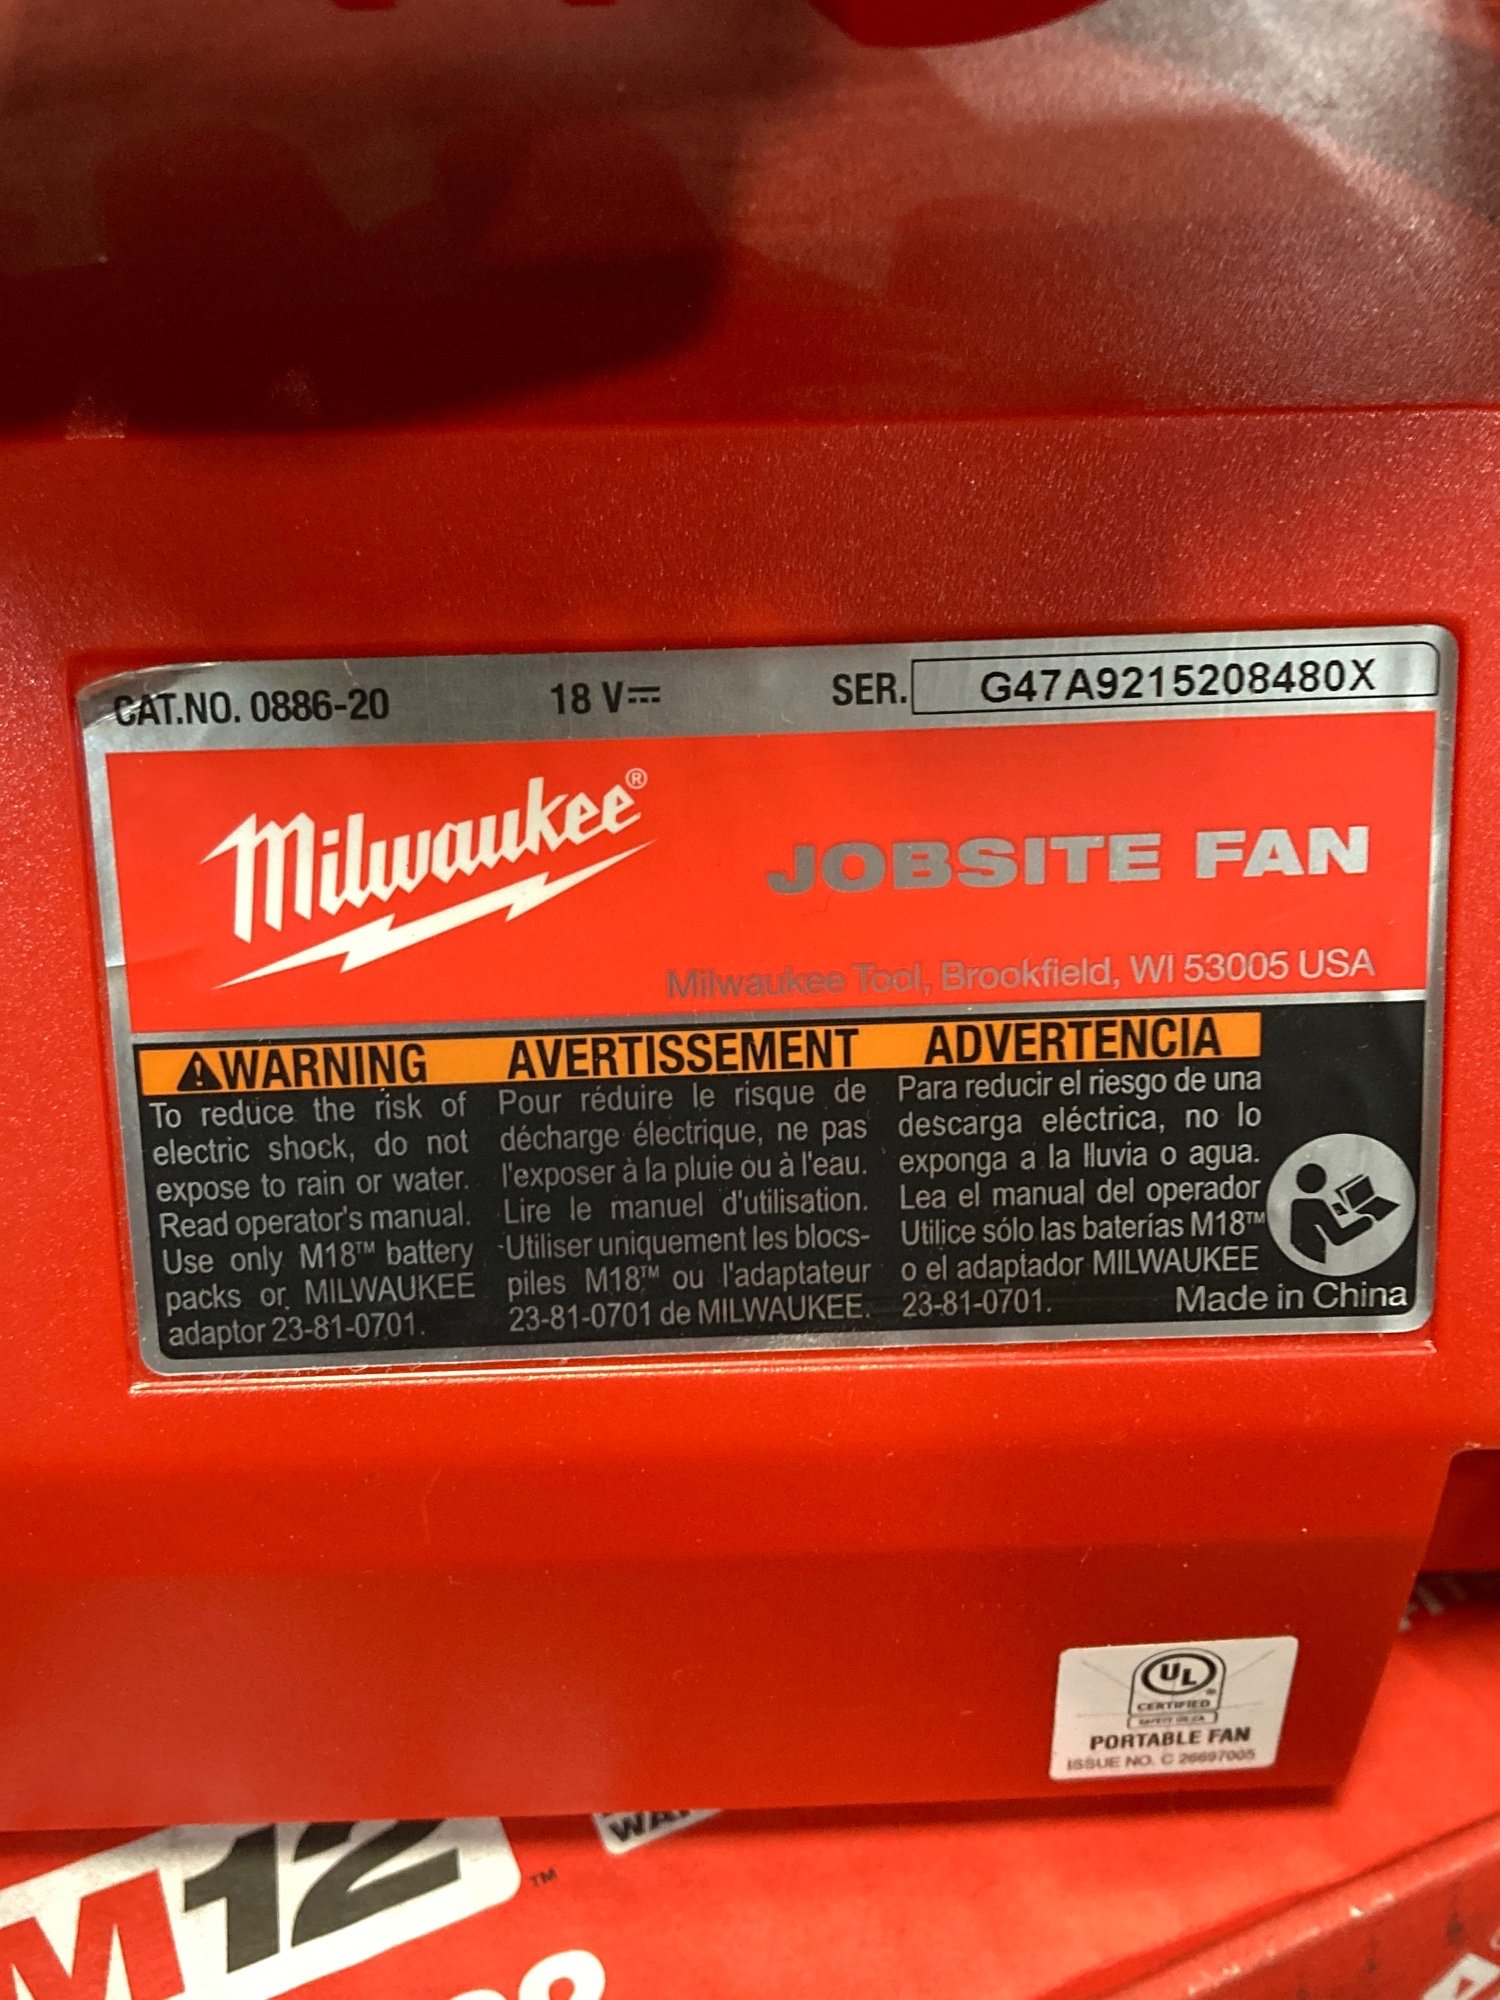 CAT.NO. 0886-20 18 V⎓ SER. G47A9215208480X
Milwaukee®
JOBSITE FAN
Milwaukee Tool, Brookfield, WI 53005 USA
⚠WARNING
To reduce the risk of
electric shock, do not
expose to rain or water.
Read operator's manual.
Use only M18™ battery
packs or MILWAUKEE
adaptor 23-81-0701.
AVERTISSEMENT
Pour réduire le risque de
décharge électrique, ne pas
l'exposer à la pluie ou à l'eau.
Lire le manuel d'utilisation.
Utiliser uniquement les blocs-
piles M18™ ou l'adaptateur
23-81-0701 de MILWAUKEE.
ADVERTENCIA
Para reducir el riesgo de una
descarga eléctrica, no lo
exponga a la lluvia o agua.
Lea el manual del operador
Utilice sólo las baterías M18™
o el adaptador MILWAUKEE
23-81-0701.
Made in China
UL®
CERTIFIED
PORTABLE FAN
ISSUE NO. C 26697005
M12™